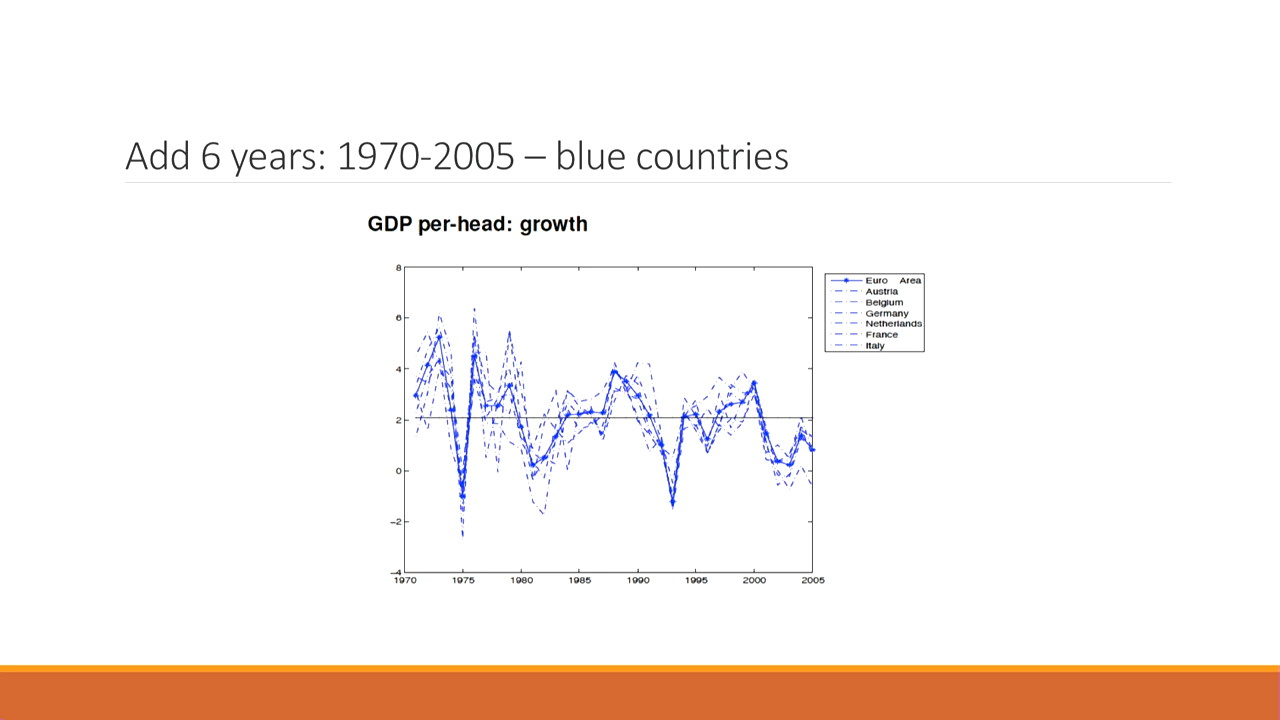 Add 6 years: 1970-2005 – blue countries
GDP per-head: growth
8
6
4
2
0
−2
−4
1970 1975 1980 1985 1990 1995 2000 2005
Euro Area
Austria
Belgium
Germany
Netherlands
France
Italy